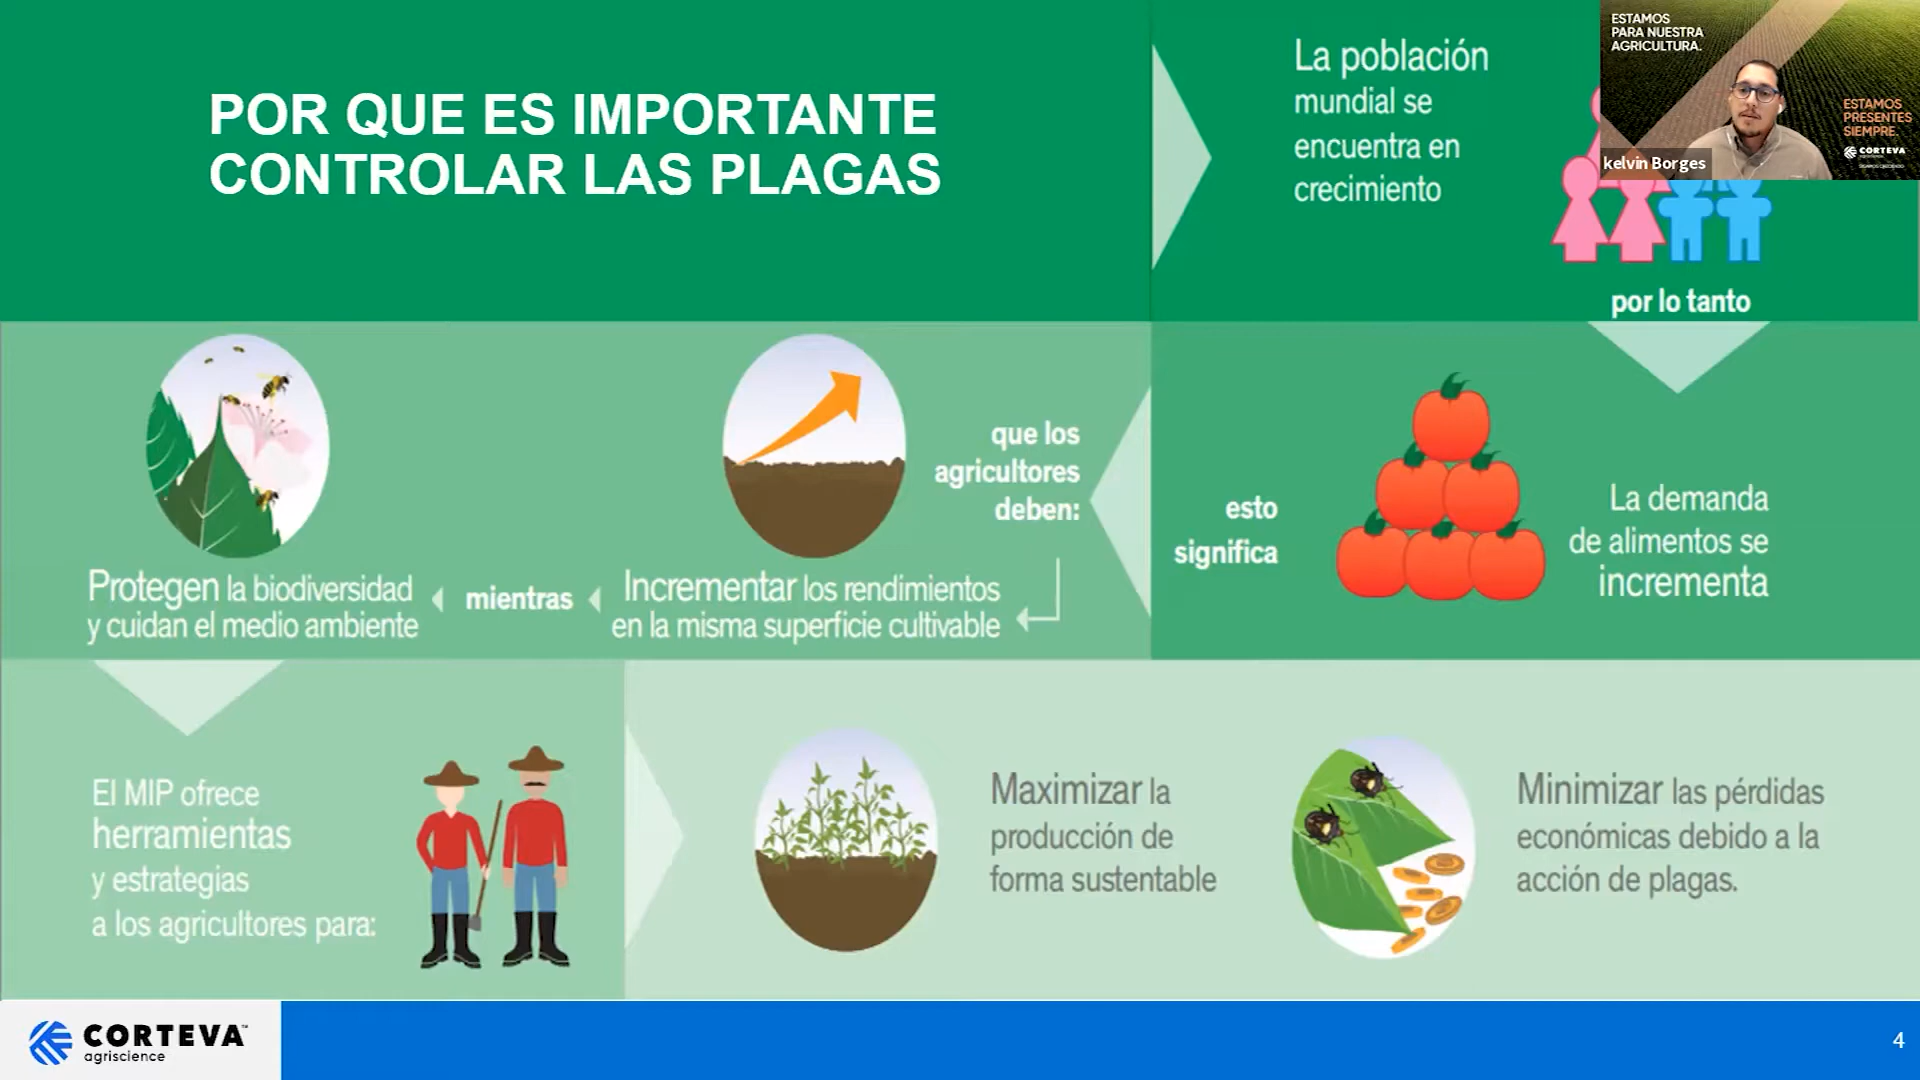 POR QUE ES IMPORTANTE
CONTROLAR LAS PLAGAS
La población
mundial se
encuentra en
crecimiento
ESTAMOS
PARA NUESTRA
AGRICULTURA.
ESTAMOS
PRESENTES
SIEMPRE.
CORTEVA
kelvin Borges
por lo tanto
La demanda
de alimentos se
incrementa
esto
significa
que los
agricultores
deben:
Incrementar los rendimientos
en la misma superficie cultivable
mientras
Protegen la biodiversidad
y cuidan el medio ambiente
El MIP ofrece
herramientas
y estrategias
a los agricultores para:
Maximizar la
producción de
forma sustentable
Minimizar las pérdidas
económicas debido a la
acción de plagas.
CORTEVA™
agriscience
4